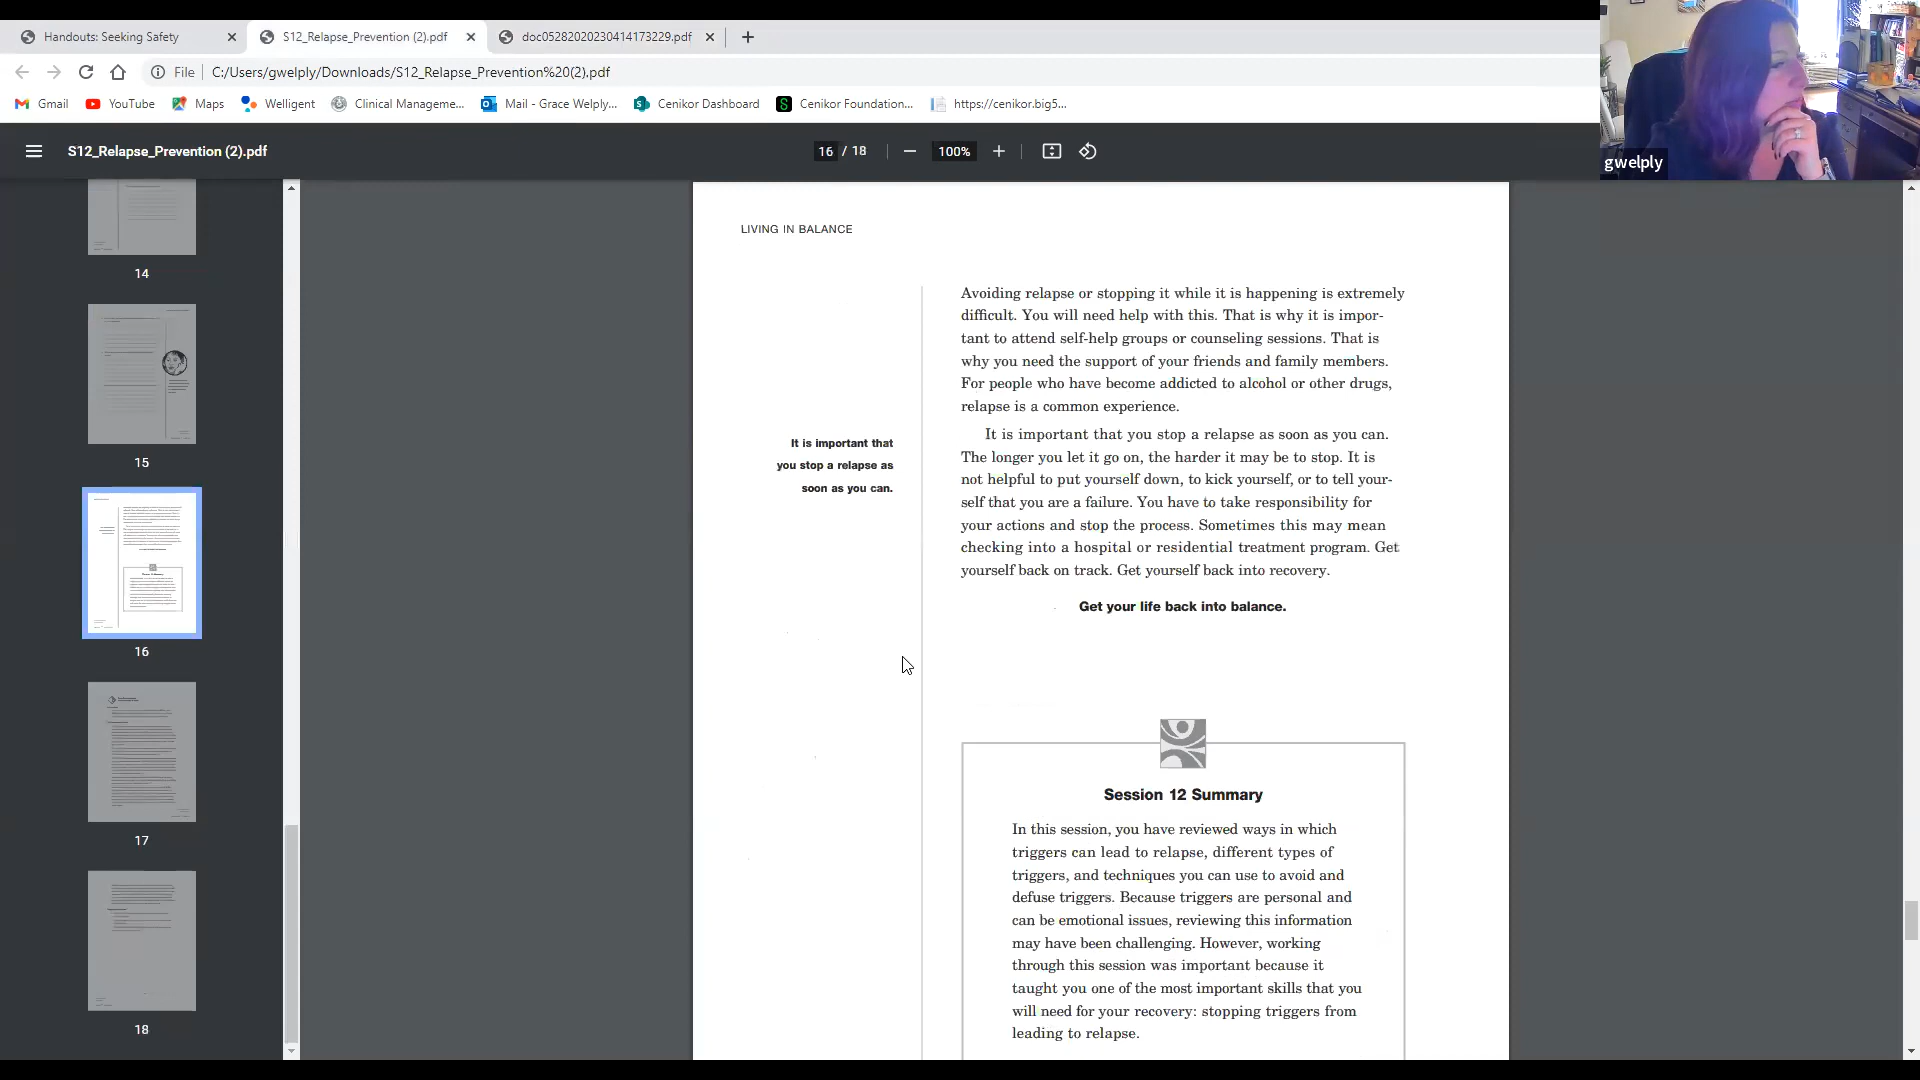 Handouts: Seeking Safety
S12_Relapse_Prevention (2).pdf
doc05282020230414173229.pdf
File
C:/Users/gwelply/Downloads/S12_Relapse_Prevention%20(2).pdf
Gmail
YouTube
Maps
Welligent
Clinical Manageme...
Mail - Grace Welply...
Cenikor Dashboard
Cenikor Foundation...
https://cenikor.big5...
gwelply
S12_Relapse_Prevention (2).pdf
16 / 18
100%
14
15
16
17
18
LIVING IN BALANCE
Avoiding relapse or stopping it while it is happening is extremely
difficult. You will need help with this. That is why it is impor-
tant to attend self-help groups or counseling sessions. That is
why you need the support of your friends and family members.
For people who have become addicted to alcohol or other drugs,
relapse is a common experience.
It is important that
you stop a relapse as
soon as you can.
It is important that you stop a relapse as soon as you can.
The longer you let it go on, the harder it may be to stop. It is
not helpful to put yourself down, to kick yourself, or to tell your-
self that you are a failure. You have to take responsibility for
your actions and stop the process. Sometimes this may mean
checking into a hospital or residential treatment program. Get
yourself back on track. Get yourself back into recovery.
Get your life back into balance.
Session 12 Summary
In this session, you have reviewed ways in which
triggers can lead to relapse, different types of
triggers, and techniques you can use to avoid and
defuse triggers. Because triggers are personal and
can be emotional issues, reviewing this information
may have been challenging. However, working
through this session was important because it
taught you one of the most important skills that you
will need for your recovery: stopping triggers from
leading to relapse.